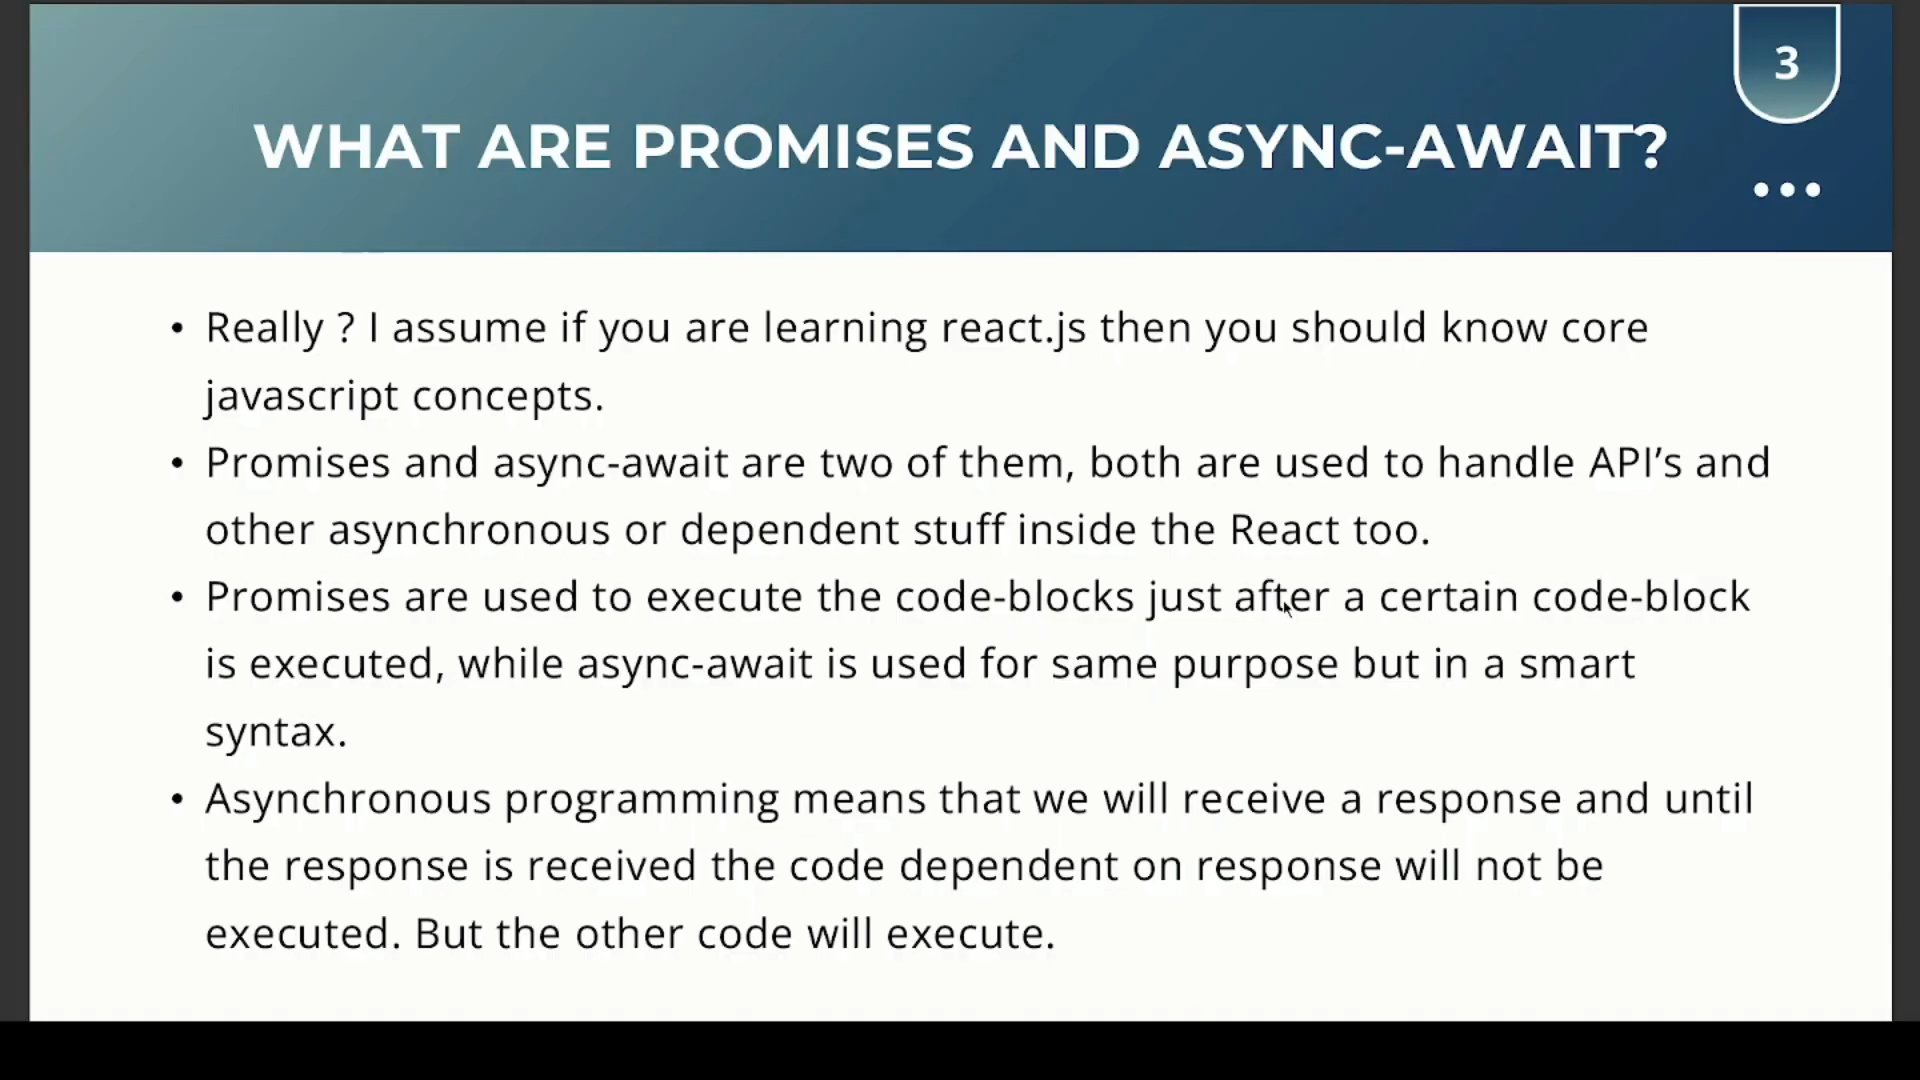 3
WHAT ARE PROMISES AND ASYNC-AWAIT?
• Really ? I assume if you are learning react.js then you should know core
javascript concepts.
• Promises and async-await are two of them, both are used to handle API’s and
other asynchronous or dependent stuff inside the React too.
• Promises are used to execute the code-blocks just after a certain code-block
is executed, while async-await is used for same purpose but in a smart
syntax.
• Asynchronous programming means that we will receive a response and until
the response is received the code dependent on response will not be
executed. But the other code will execute.